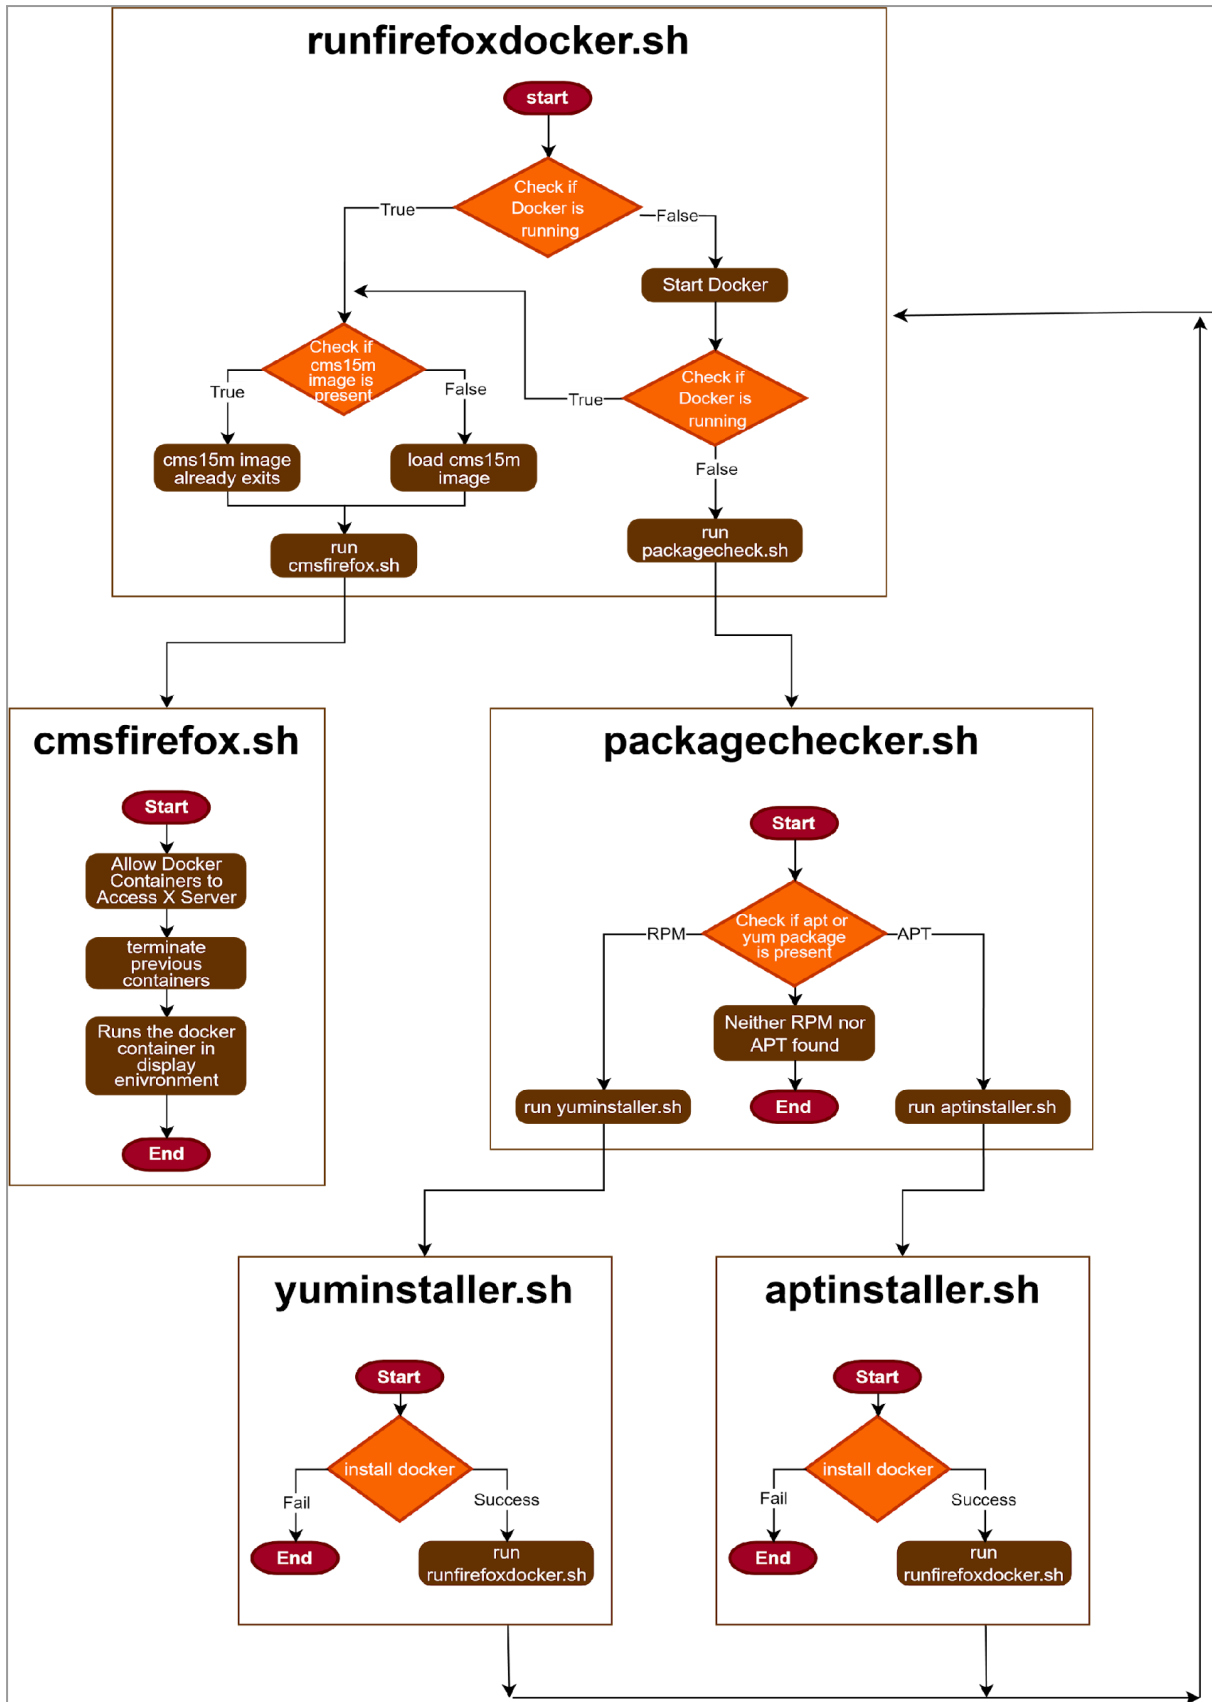 runfirefoxdocker.sh
start
Check if
Docker is
running
True
False
Start Docker
Check if
cms15m
image is
present
Check if
Docker is
running
True
False
True
cms15m image
already exits
load cms15m
image
False
run
cmsfirefox.sh
run
packagecheck.sh
cmsfirefox.sh
Start
Allow Docker
Containers to
Access X Server
terminate
previous
containers
Runs the docker
container in
display
enivronment
End
packagechecker.sh
Start
Check if apt or
yum package
is present
RPM
APT
Neither RPM nor
APT found
run yuminstaller.sh
End
run aptinstaller.sh
yuminstaller.sh
Start
install docker
Fail
Success
End
run
runfirefoxdocker.sh
aptinstaller.sh
Start
install docker
Fail
Success
End
run
runfirefoxdocker.sh